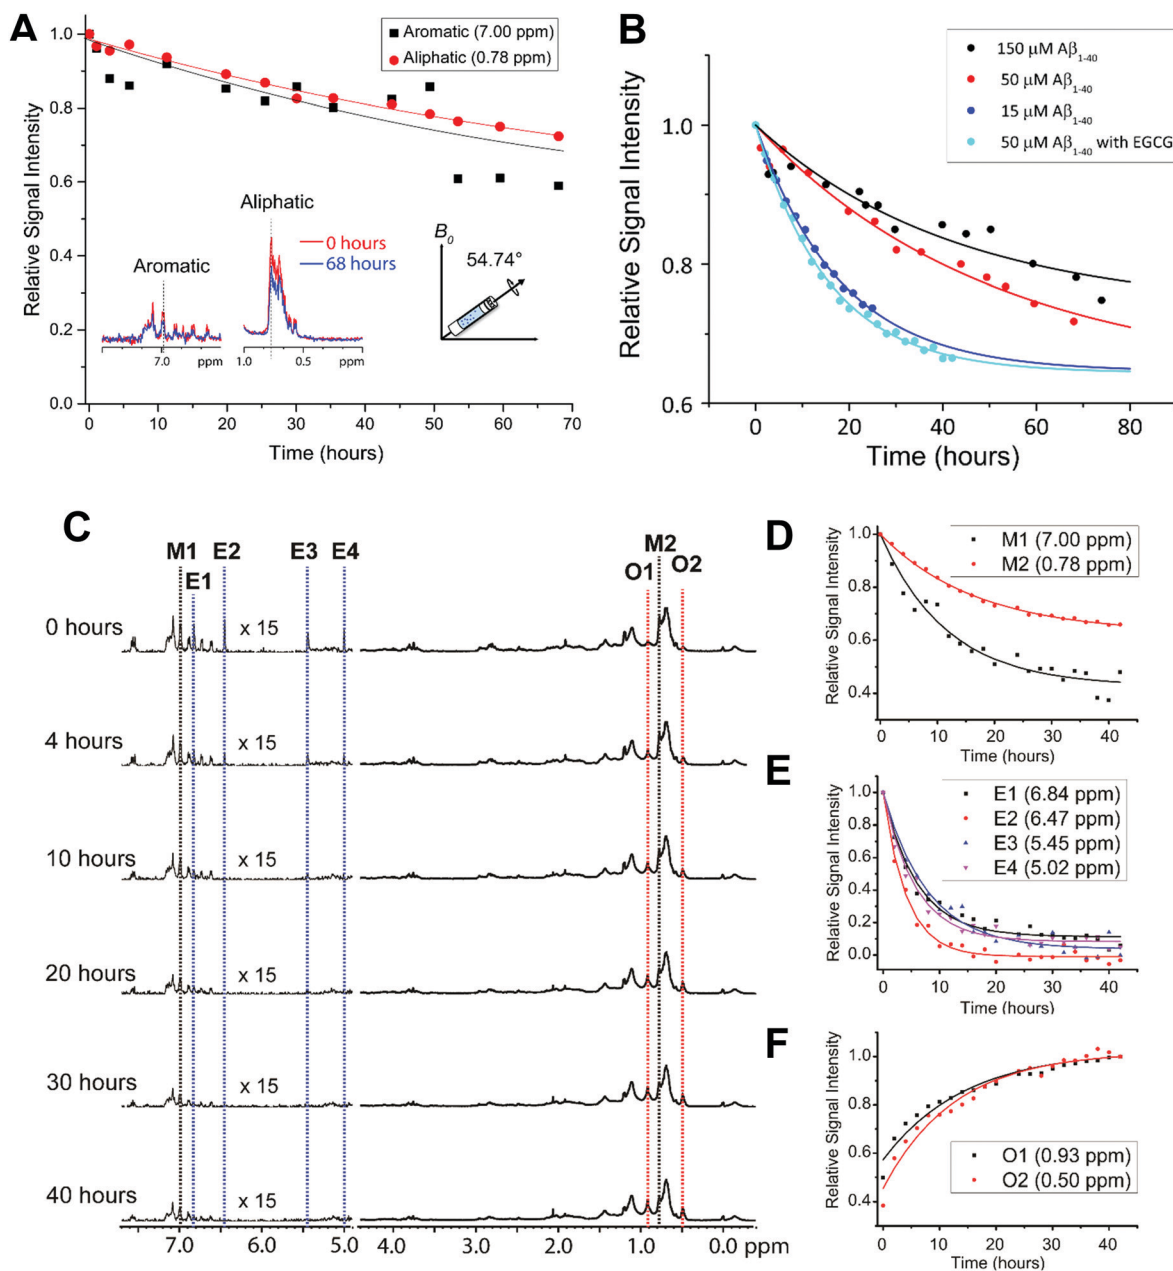 A
1.0
0.8
0.6
0.4
0.2
0.0
Relative Signal Intensity
Aromatic (7.00 ppm)
Aliphatic (0.78 ppm)
Aliphatic
0 hours
68 hours
Aromatic
7.0
ppm
1.0
0.5
ppm
B0
54.74°
0 10 20 30 40 50 60 70
Time (hours)
B
150 μM Aβ1-40
50 μM Aβ1-40
15 μM Aβ1-40
50 μM Aβ1-40 with EGCG
1.0
0.8
0.6
Relative Signal Intensity
0 20 40 60 80
Time (hours)
C
M1 E2 E3 E4 M2
E1 O1 O2
0 hours
x 15
4 hours
x 15
10 hours
x 15
20 hours
x 15
30 hours
x 15
40 hours
x 15
7.0 6.0 5.0 4.0 3.0 2.0 1.0 0.0 ppm
D
1.0
0.8
0.6
0.4
Relative Signal Intensity
M1 (7.00 ppm)
M2 (0.78 ppm)
0 10 20 30 40
Time (hours)
E
1.0
0.8
0.6
0.4
0.2
0.0
Relative Signal Intensity
E1 (6.84 ppm)
E2 (6.47 ppm)
E3 (5.45 ppm)
E4 (5.02 ppm)
0 10 20 30 40
Time (hours)
F
1.0
0.8
0.6
0.4
Relative Signal Intensity
O1 (0.93 ppm)
O2 (0.50 ppm)
0 10 20 30 40
Time (hours)